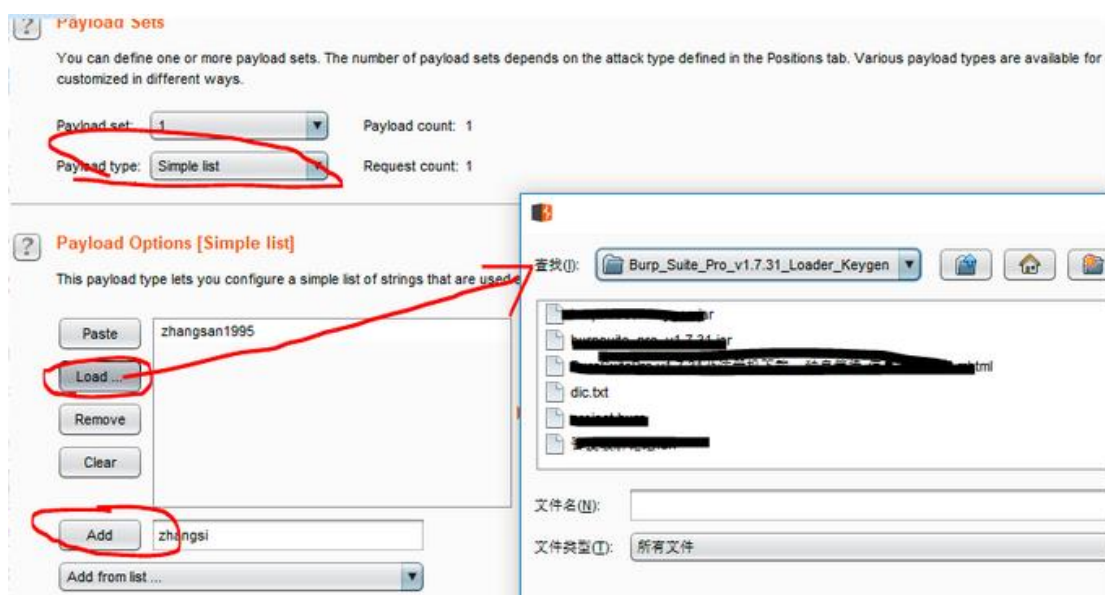 Payload Sets
You can define one or more payload sets. The number of payload sets depends on the attack type defined in the Positions tab. Various payload types are available for
customized in different ways.
Payload set: 1 Payload count: 1
Payload type: Simple list Request count: 1
Payload Options [Simple list]
This payload type lets you configure a simple list of strings that are used
Paste
zhangsan1995
Load ...
Remove
Clear
Add
zhangsi
Add from list ...
查找(I): Burp_Suite_Pro_v1.7.31_Loader_Keygen
dic.txt
文件名(N):
文件类型(T): 所有文件